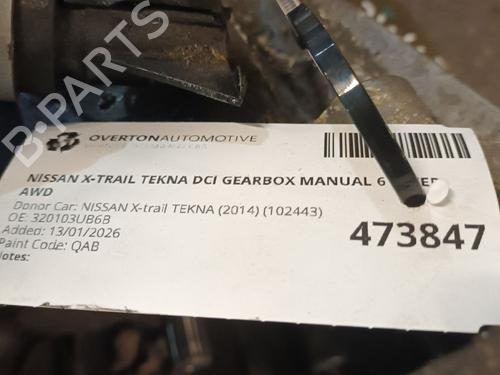 B-PARTS
OVERTONAUTOMOTIVE
NISSAN X-TRAIL TEKNA DCI GEARBOX MANUAL 6
AWD
Donor Car: NISSAN X-trail TEKNA (2014) (102443)
OE: 320103UB6B
Added: 13/01/2026
Paint Code: QAB
Notes:
473847